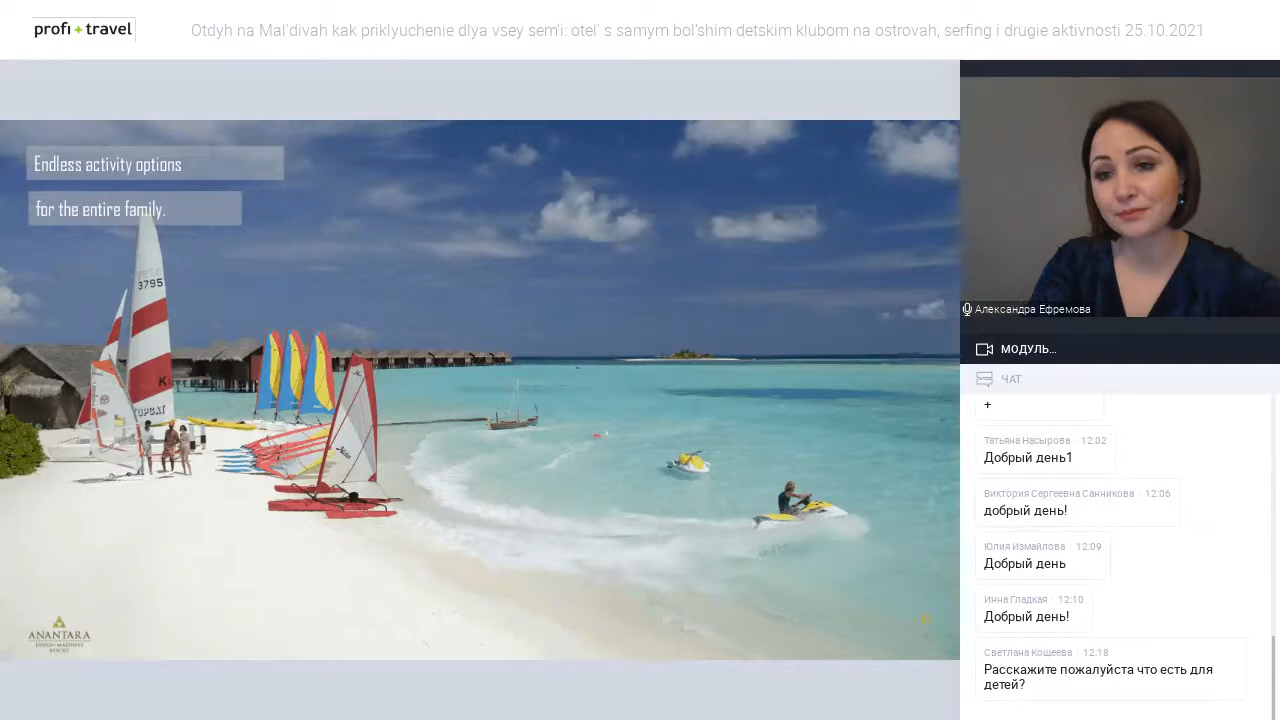 profi travel
Otdyh na Mal'divah kak priklyuchenie dlya vsey sem'i: otel' s samym bol'shim detskim klubom na ostrovah, serfing i drugie aktivnosti 25.10.2021
Endless activity options
for the entire family.
3795
K
TOPCAT
ANANTARA
Александра Ефремова
МОДУЛЬ...
ЧАТ
+
Татьяна Насырова 12:02
Добрый день1
Виктория Сергеевна Санникова 12:06
добрый день!
Юлия Измайлова 12:09
Добрый день
Инна Гладкая 12:10
Добрый день!
Светлана Кощеева 12:18
Расскажите пожалуйста что есть для
детей?